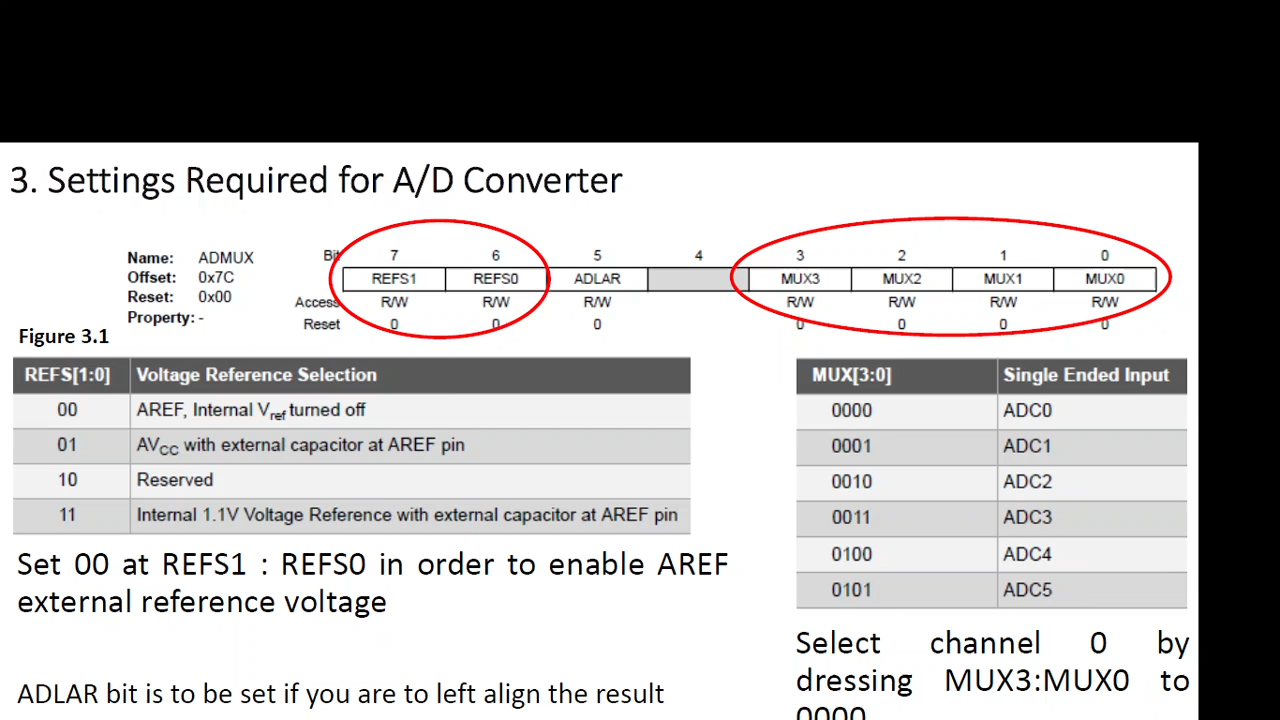 3. Settings Required for A/D Converter
Name: ADMUX
Offset: 0x7C
Reset: 0x00
Property: -
Bit 7 6 5 4 3 2 1 0
REFS1 REFS0 ADLAR MUX3 MUX2 MUX1 MUX0
Access R/W R/W R/W R/W R/W R/W R/W
Reset 0 0 0 0 0 0 0
Figure 3.1
REFS[1:0] Voltage Reference Selection
00 AREF, Internal Vref turned off
01 AVCC with external capacitor at AREF pin
10 Reserved
11 Internal 1.1V Voltage Reference with external capacitor at AREF pin
MUX[3:0] Single Ended Input
0000 ADC0
0001 ADC1
0010 ADC2
0011 ADC3
0100 ADC4
0101 ADC5
Set 00 at REFS1 : REFS0 in order to enable AREF
external reference voltage
ADLAR bit is to be set if you are to left align the result
Select channel 0 by
dressing MUX3:MUX0 to
0000